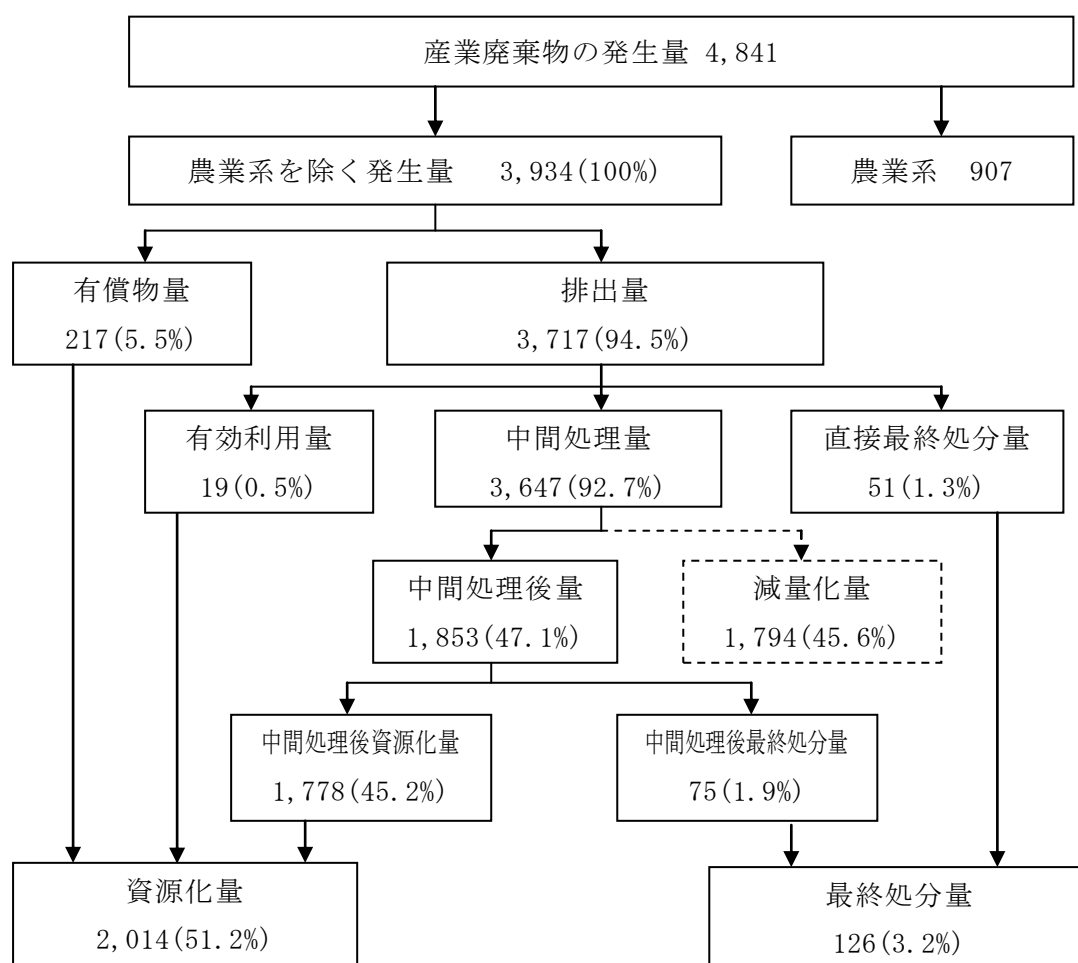 産業廃棄物の発生量 4,841
農業系を除く発生量 3,934(100%)
農業系 907
有償物量
217(5.5%)
排出量
3,717(94.5%)
有効利用量
19(0.5%)
中間処理量
3,647(92.7%)
直接最終処分量
51(1.3%)
中間処理後量
1,853(47.1%)
減量化量
1,794(45.6%)
中間処理後資源化量
1,778(45.2%)
中間処理後最終処分量
75(1.9%)
資源化量
2,014(51.2%)
最終処分量
126(3.2%)